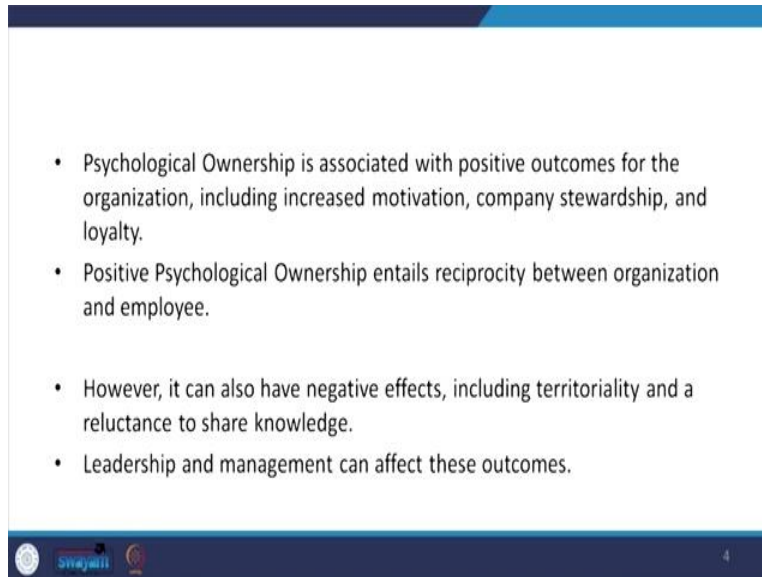 • Psychological Ownership is associated with positive outcomes for the
organization, including increased motivation, company stewardship, and
loyalty.
• Positive Psychological Ownership entails reciprocity between organization
and employee.
• However, it can also have negative effects, including territoriality and a
reluctance to share knowledge.
• Leadership and management can affect these outcomes.
swayam
4